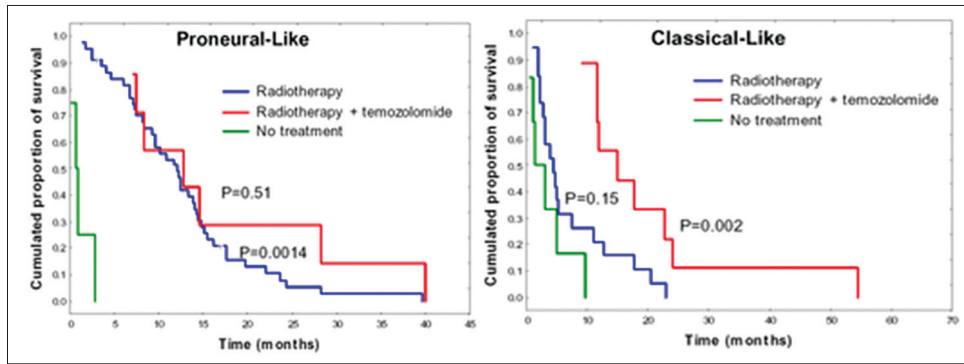 Proneural-Like
Cumulated proportion of survival
1.0
0.9
0.8
0.7
0.6
0.5
0.4
0.3
0.2
0.1
0.0
Radiotherapy
Radiotherapy + temozolomide
No treatment
P=0.51
P=0.0014
0 5 10 15 20 25 30 35 40 45
Time (months)
Classical-Like
Cumulated proportion of survival
1.0
0.9
0.8
0.7
0.6
0.5
0.4
0.3
0.2
0.1
0.0
Radiotherapy
Radiotherapy + temozolomide
No treatment
P=0.15
P=0.002
0 10 20 30 40 50 60 70
Time (months)